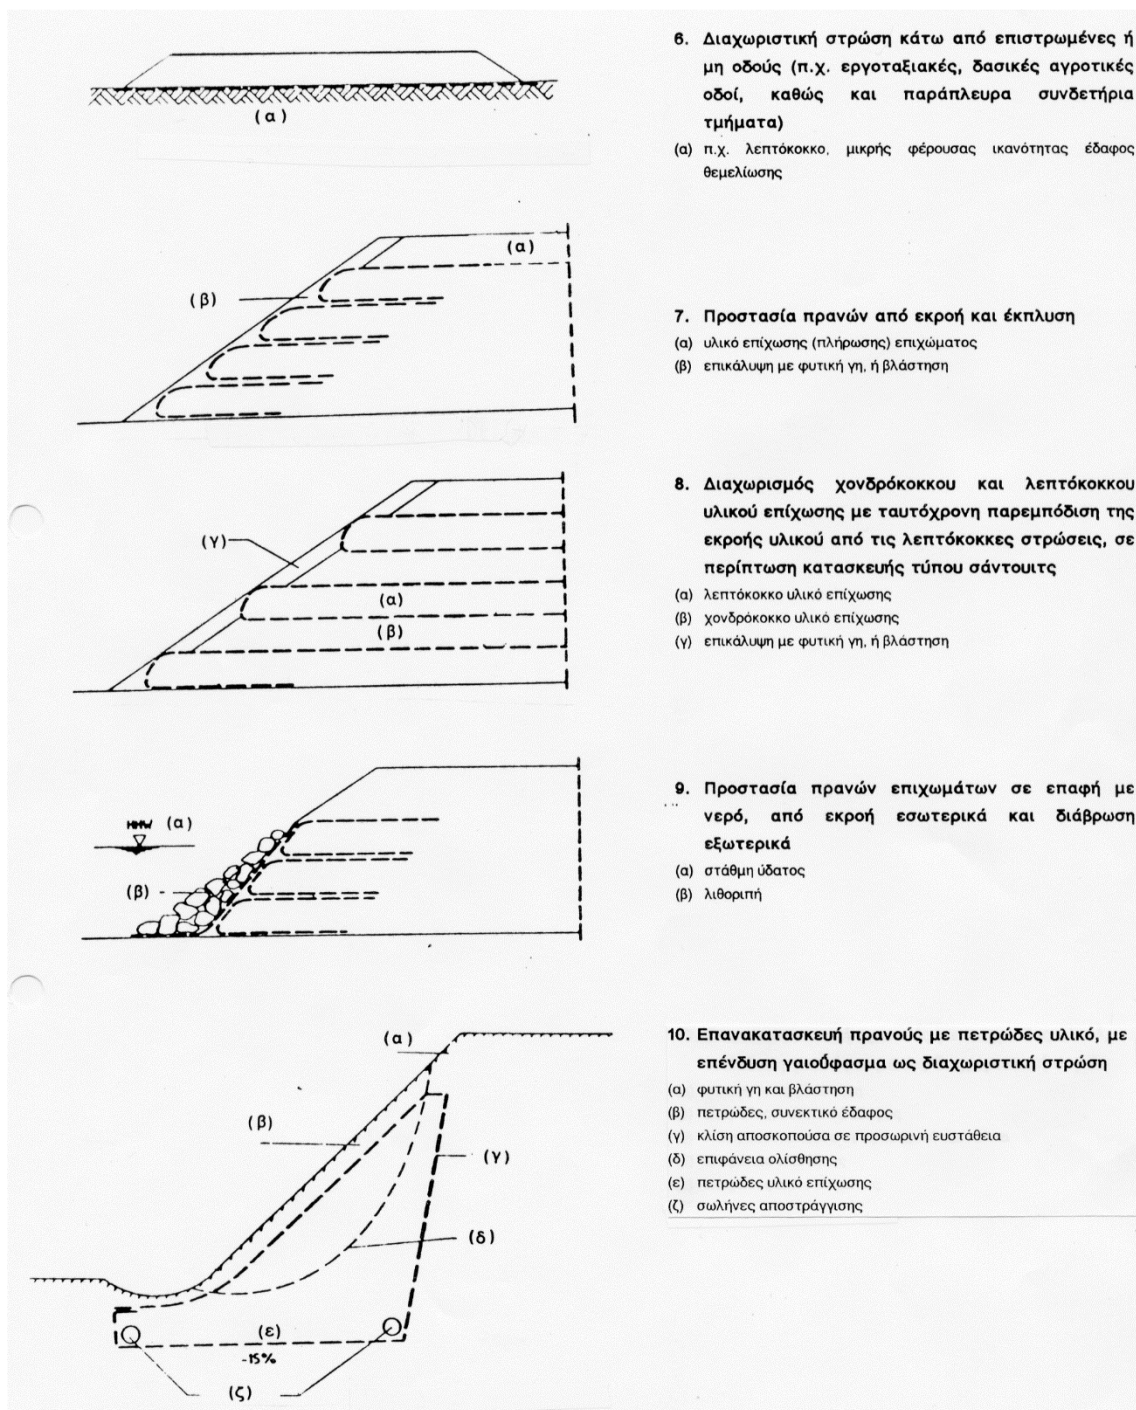 6. Διαχωριστική στρώση κάτω από επιστρωμένες ή
μη οδούς (π.χ. εργοταξιακές, δασικές αγροτικές
οδοί, καθώς και παράπλευρα συνδετήρια
τμήματα)
(α) π.χ. λεπτόκοκκο, μικρής φέρουσας ικανότητας έδαφος
θεμελίωσης
(α)
(α)
(β)
7. Προστασία πρανών από εκροή και έκπλυση
(α) υλικό επίχωσης (πλήρωσης) επιχώματος
(β) επικάλυψη με φυτική γη, ή βλάστηση
(γ)
(α)
(β)
8. Διαχωρισμός χονδρόκοκκου και λεπτόκοκκου
υλικού επίχωσης με ταυτόχρονη παρεμπόδιση της
εκροής υλικού από τις λεπτόκοκκες στρώσεις, σε
περίπτωση κατασκευής τύπου σάντουιτς
(α) λεπτόκοκκο υλικό επίχωσης
(β) χονδρόκοκκο υλικό επίχωσης
(γ) επικάλυψη με φυτική γη, ή βλάστηση
HHW (α)
(β)
9. Προστασία πρανών επιχωμάτων σε επαφή με
νερό, από εκροή εσωτερικά και διάβρωση
εξωτερικά
(α) στάθμη ύδατος
(β) λιθοριπή
(α)
(β)
(γ)
(δ)
(ε)
-15%
(ζ)
10. Επανακατασκευή πρανούς με πετρώδες υλικό, με
επένδυση γαιοΰφασμα ως διαχωριστική στρώση
(α) φυτική γη και βλάστηση
(β) πετρώδες, συνεκτικό έδαφος
(γ) κλίση αποσκοπούσα σε προσωρινή ευστάθεια
(δ) επιφάνεια ολίσθησης
(ε) πετρώδες υλικό επίχωσης
(ζ) σωλήνες αποστράγγισης